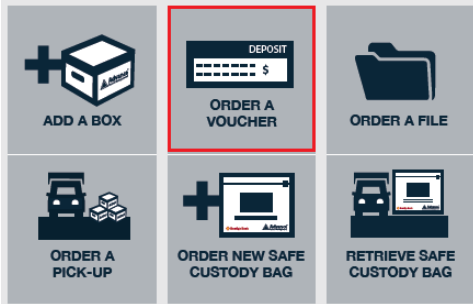 DEPOSIT
$
ADD A BOX
ORDER A
VOUCHER
ORDER A FILE
ORDER A
PICK-UP
ORDER NEW SAFE
CUSTODY BAG
RETRIEVE SAFE
CUSTODY BAG